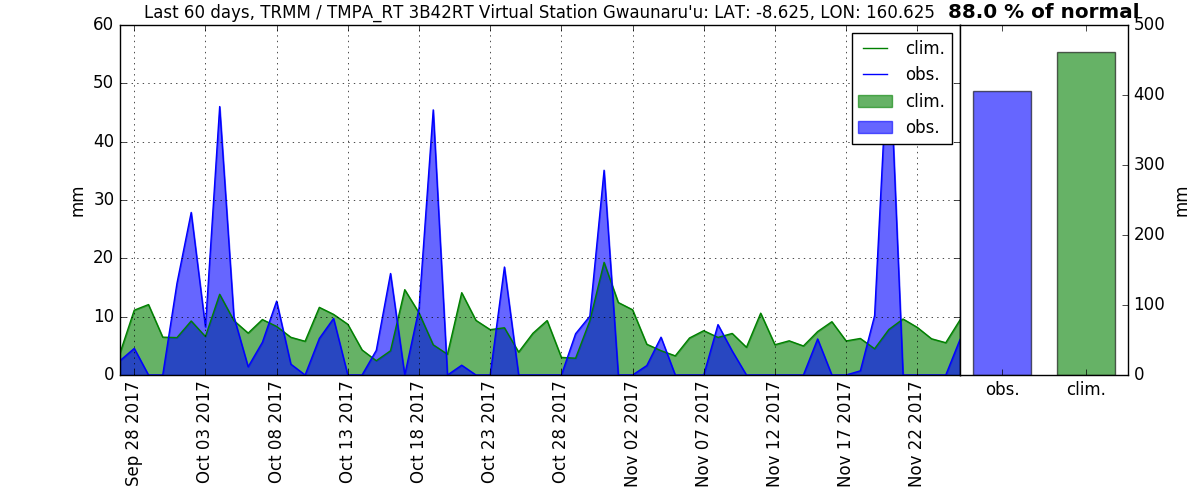 Last 60 days, TRMM / TMPA_RT 3B42RT Virtual Station Gwaunaru'u: LAT: -8.625, LON: 160.625
88.0 % of normal
60
50
40
30
20
10
0
mm
clim.
obs.
clim.
obs.
500
400
300
200
100
0
mm
Sep 28 2017
Oct 03 2017
Oct 08 2017
Oct 13 2017
Oct 18 2017
Oct 23 2017
Oct 28 2017
Nov 02 2017
Nov 07 2017
Nov 12 2017
Nov 17 2017
Nov 22 2017
obs.
clim.